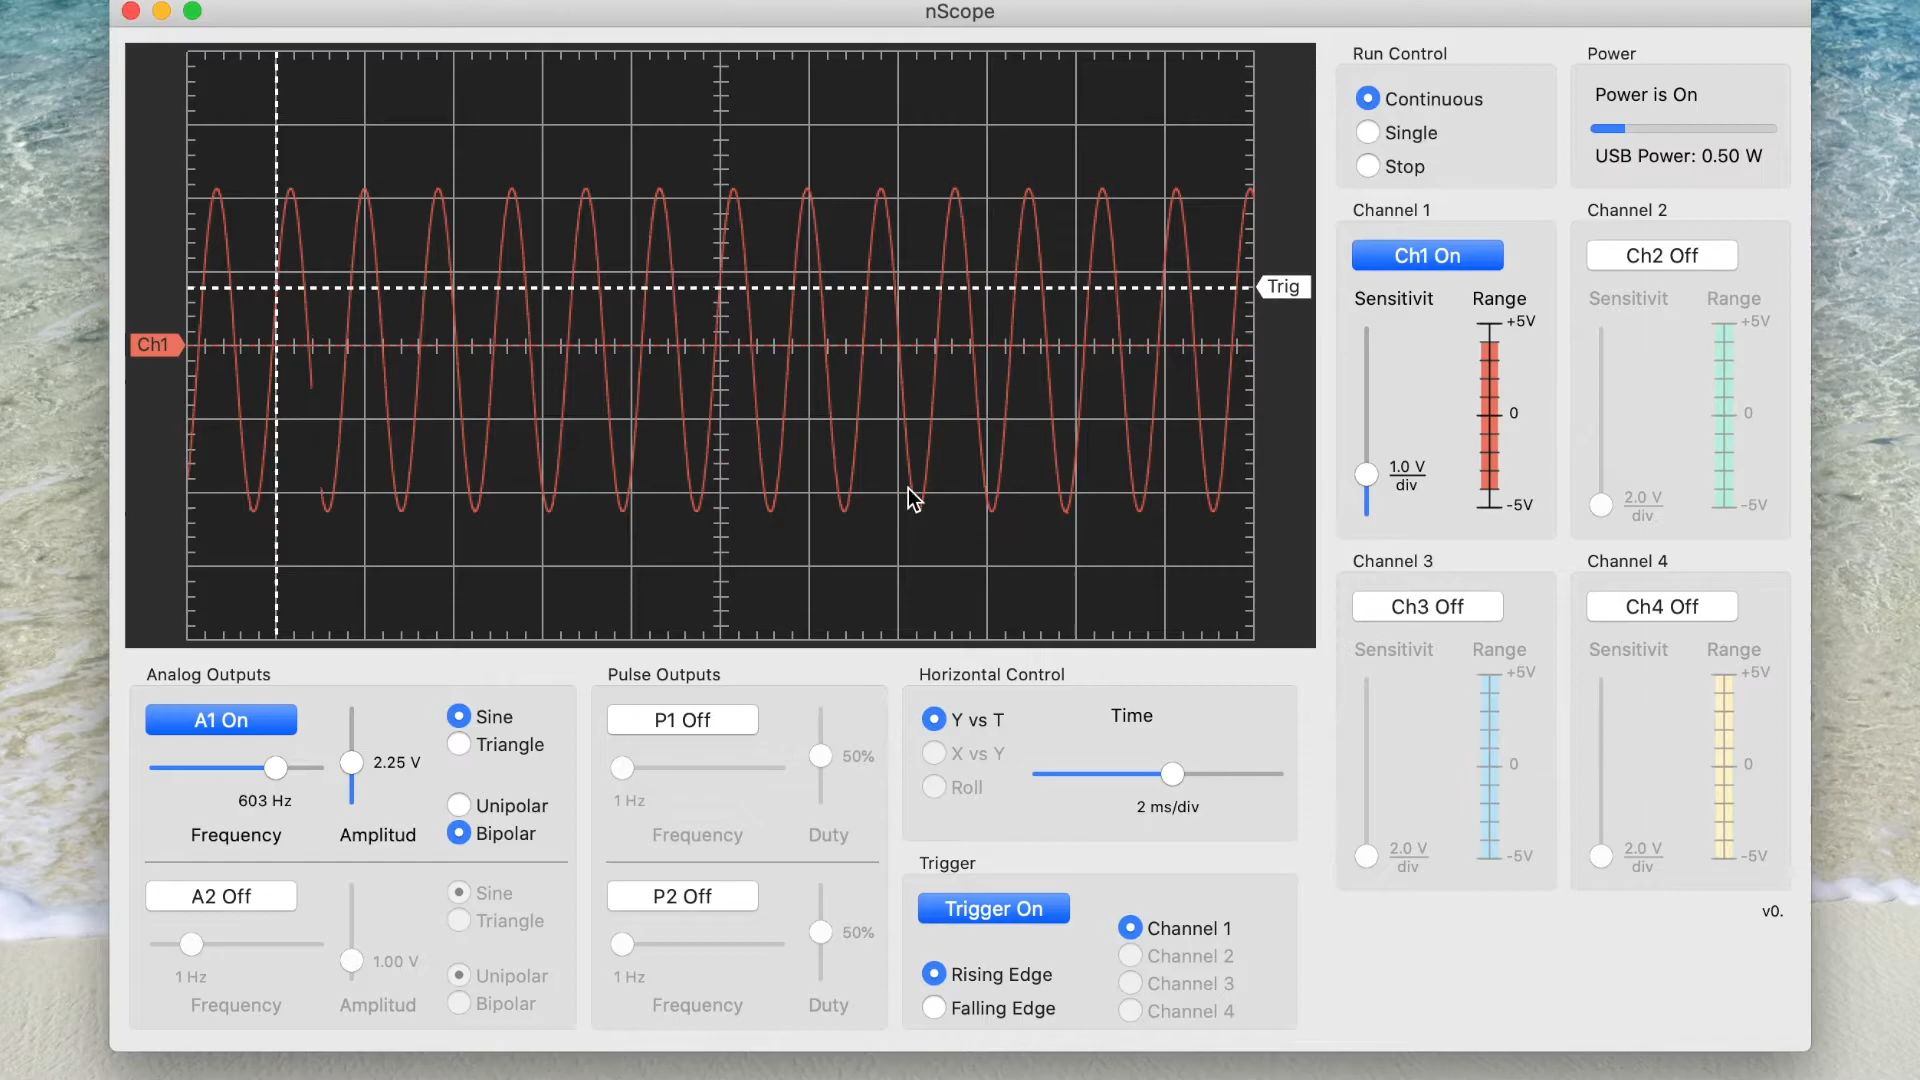 nScope
Ch1
Trig
Run Control
Continuous
Single
Stop
Power
Power is On
USB Power: 0.50 W
Channel 1
Ch1 On
Sensitivit
Range
+5V
0
-5V
1.0 V
div
Channel 2
Ch2 Off
Sensitivit
Range
+5V
0
-5V
2.0 V
div
Channel 3
Ch3 Off
Sensitivit
Range
+5V
0
-5V
2.0 V
div
Channel 4
Ch4 Off
Sensitivit
Range
+5V
0
-5V
2.0 V
div
v0.
Analog Outputs
A1 On
603 Hz
Frequency
2.25 V
Amplitud
Sine
Triangle
Unipolar
Bipolar
A2 Off
1 Hz
Frequency
1.00 V
Amplitud
Sine
Triangle
Unipolar
Bipolar
Pulse Outputs
P1 Off
1 Hz
Frequency
50%
Duty
P2 Off
1 Hz
Frequency
50%
Duty
Horizontal Control
Y vs T
X vs Y
Roll
Time
2 ms/div
Trigger
Trigger On
Rising Edge
Falling Edge
Channel 1
Channel 2
Channel 3
Channel 4